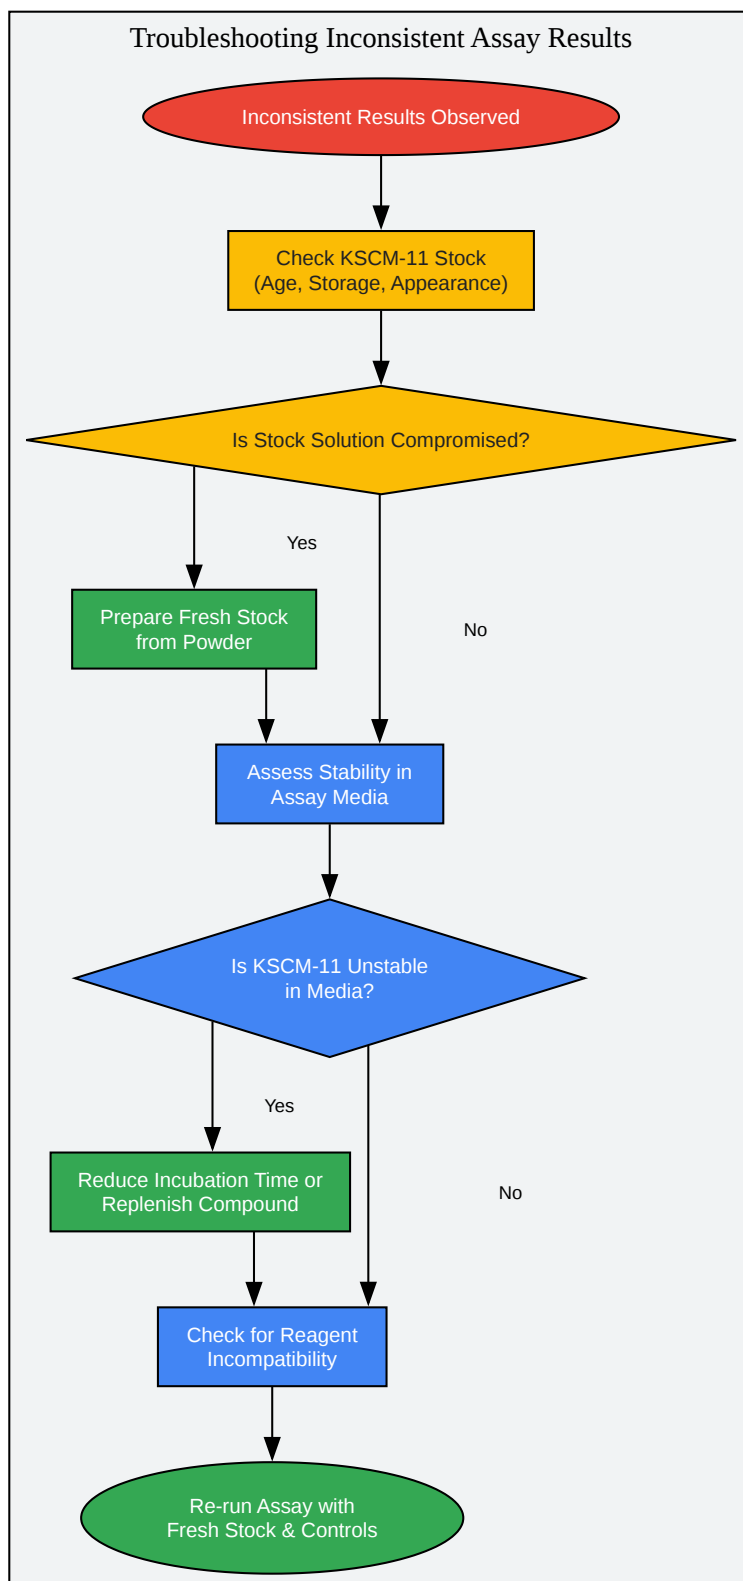 Troubleshooting Inconsistent Assay Results
Inconsistent Results Observed
Check KSCM-11 Stock
(Age, Storage, Appearance)
Is Stock Solution Compromised?
Yes
Prepare Fresh Stock
from Powder
No
Assess Stability in
Assay Media
Is KSCM-11 Unstable
in Media?
Yes
Reduce Incubation Time or
Replenish Compound
No
Check for Reagent
Incompatibility
Re-run Assay with
Fresh Stock & Controls